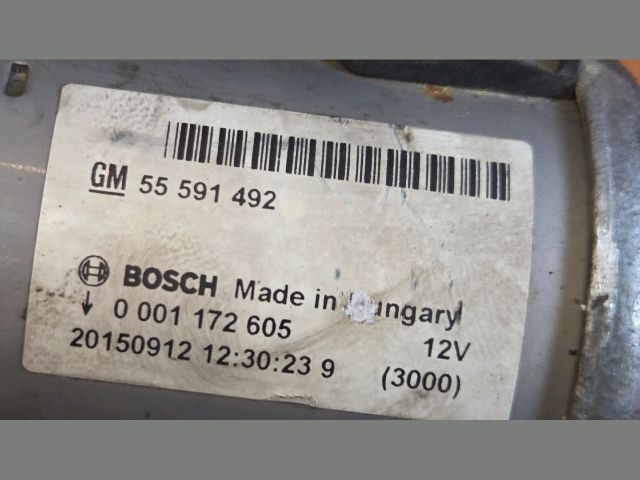 GM 55 591 492
BOSCH Made in Hungary
0 001 172 605 12V
20150912 12:30:23 9 (3000)